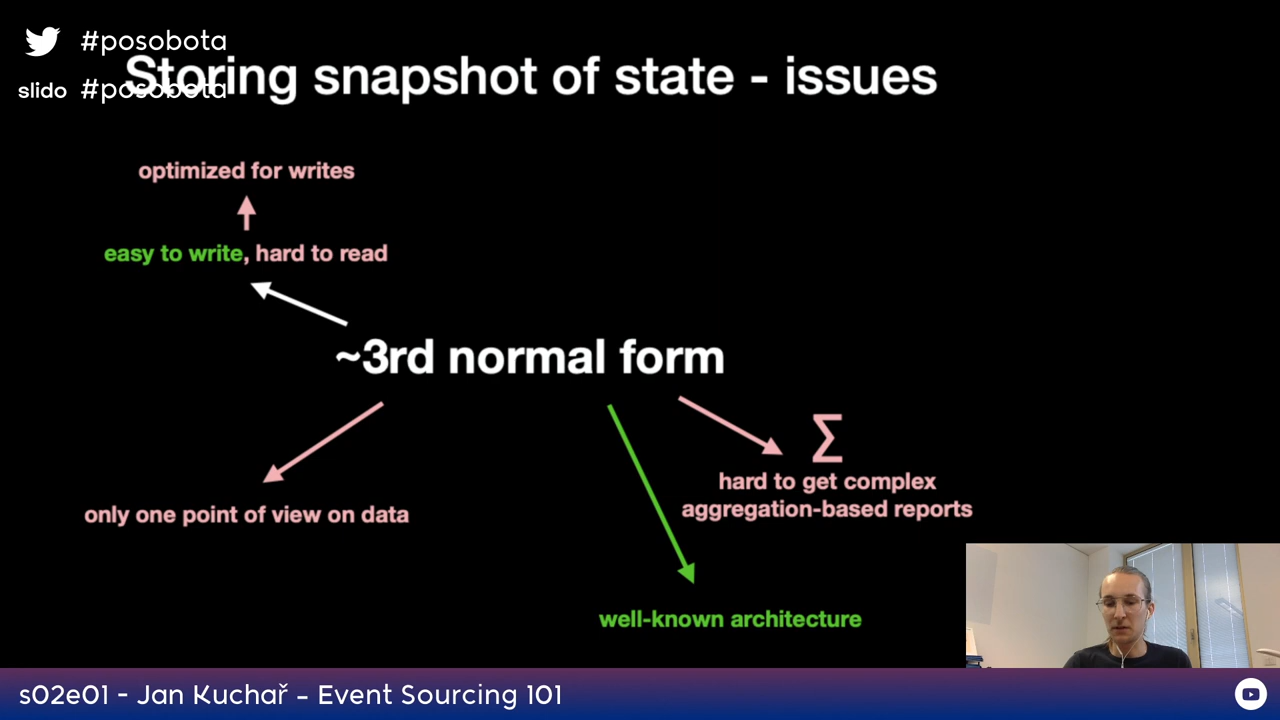 #posobota
slido #posobota
Storing snapshot of state - issues
optimized for writes
easy to write, hard to read
~3rd normal form
Σ
hard to get complex
aggregation-based reports
only one point of view on data
well-known architecture
s02e01 - Jan Kuchař - Event Sourcing 101